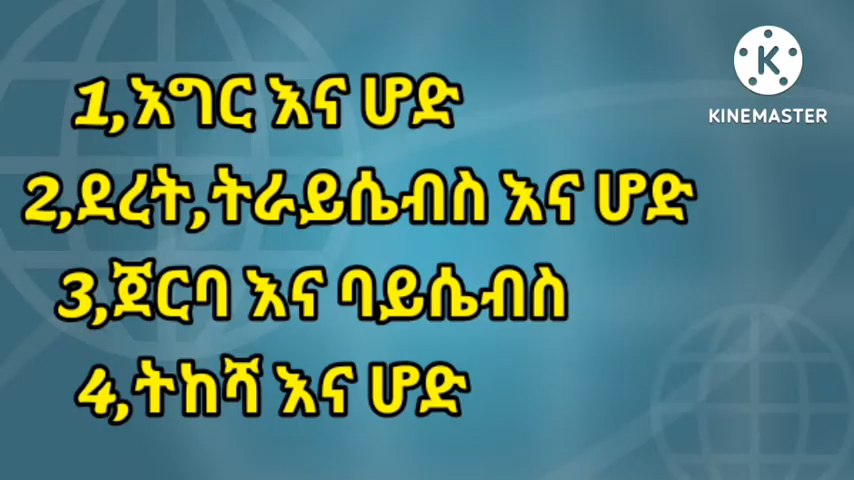 1,እግር እና ሆድ
2,ደረት,ትራይሴብስ እና ሆድ
3,ጀርባ እና ባይሴብስ
4,ትከሻ እና ሆድ
K
KINEMASTER